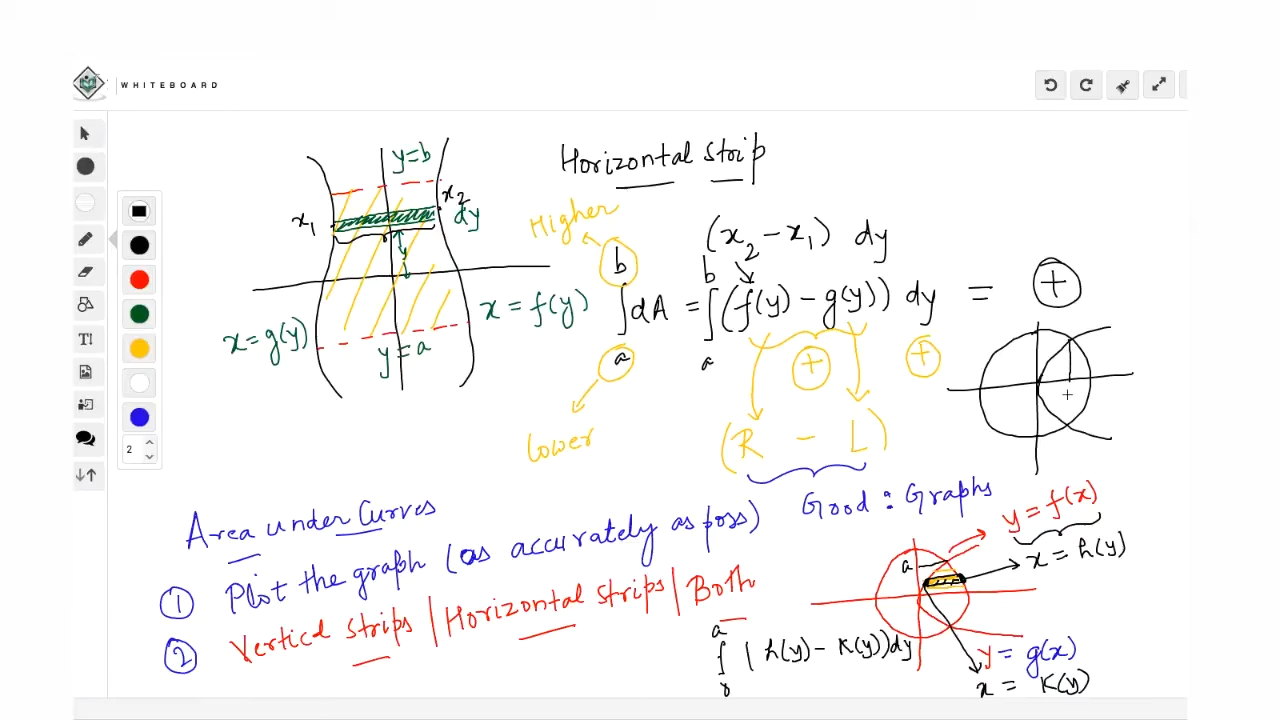 WHITEBOARD
Horizontal Strip
y=b
x₂
x₁
dy
y
x=g(y)
x=f(y)
y=a
Higher
(x₂-x₁) dy
b
∫dA = ∫(f(y)-g(y)) dy = +
a
b
a
+
+
lower
(R - L)
+
Area under Curves
Good : Graphs
① Plot the graph (as accurately as poss)
② Vertical strips | Horizontal strips | Both
y=f(x)
x=h(y)
a
a
∫(h(y)-K(y))dy
y=g(x)
x=K(y)
T!
2